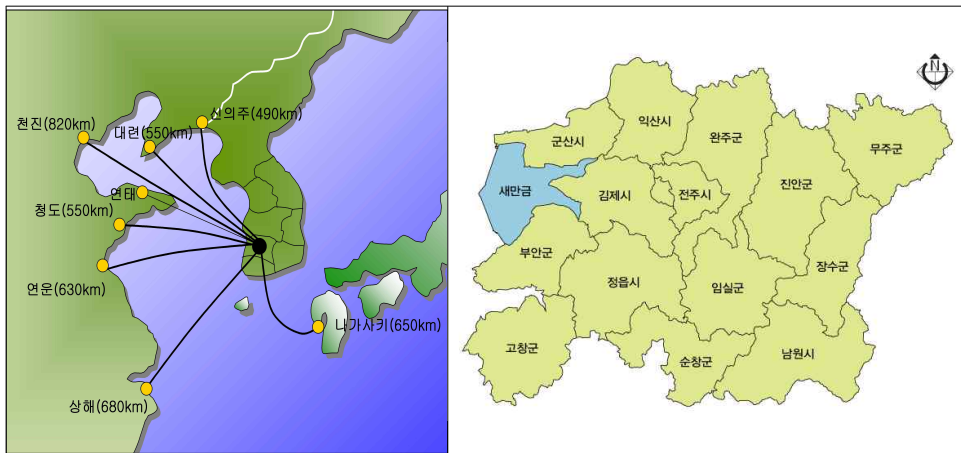 신의주(490km)
천진(820km)
대련(550km)
연태
청도(550km)
연운(630km)
나가사키(650km)
상해(680km)
N
익산시
완주군
군산시
무주군
새만금
김제시
전주시
진안군
부안군
장수군
정읍시
임실군
고창군
순창군
남원시